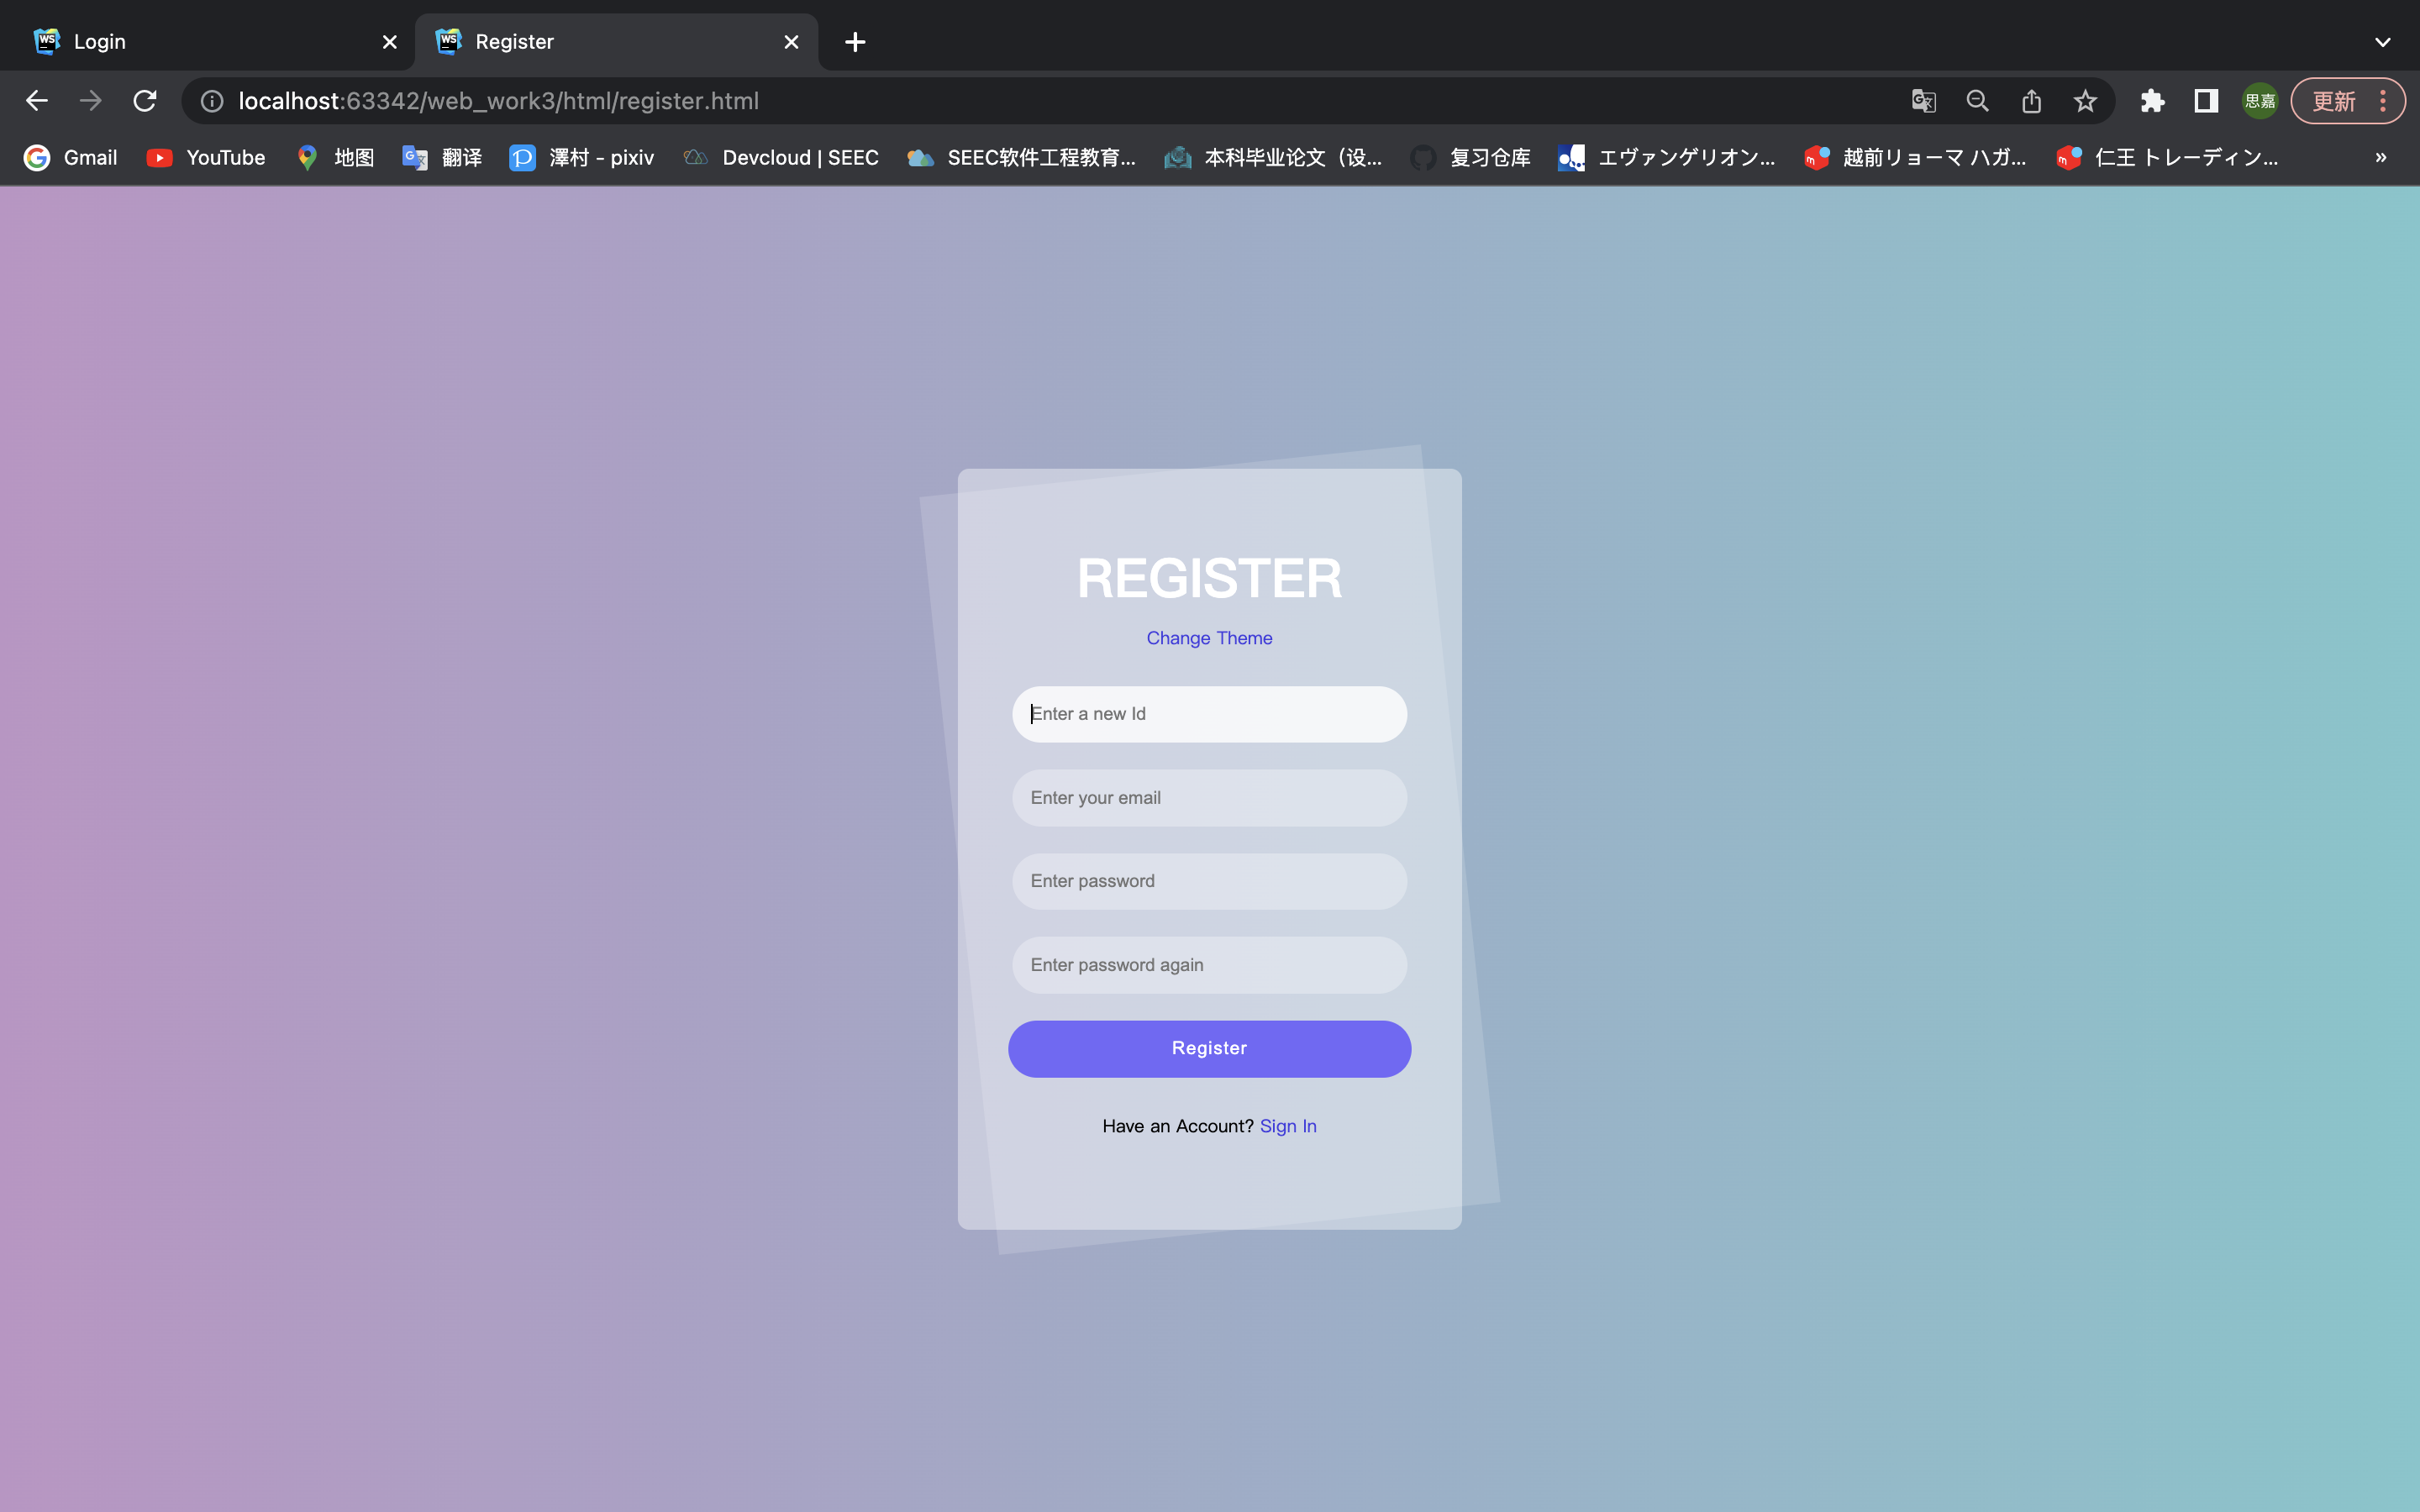 Login
Register
localhost:63342/web_work3/html/register.html
思嘉
更新
Gmail
YouTube
地图
翻译
澤村 - pixiv
Devcloud | SEEC
SEEC软件工程教育...
本科毕业论文（设...
复习仓库
エヴァンゲリオン...
越前リョーマ ハガ...
仁王 トレーディン...
»
REGISTER
Change Theme
Enter a new Id
Enter your email
Enter password
Enter password again
Register
Have an Account? Sign In